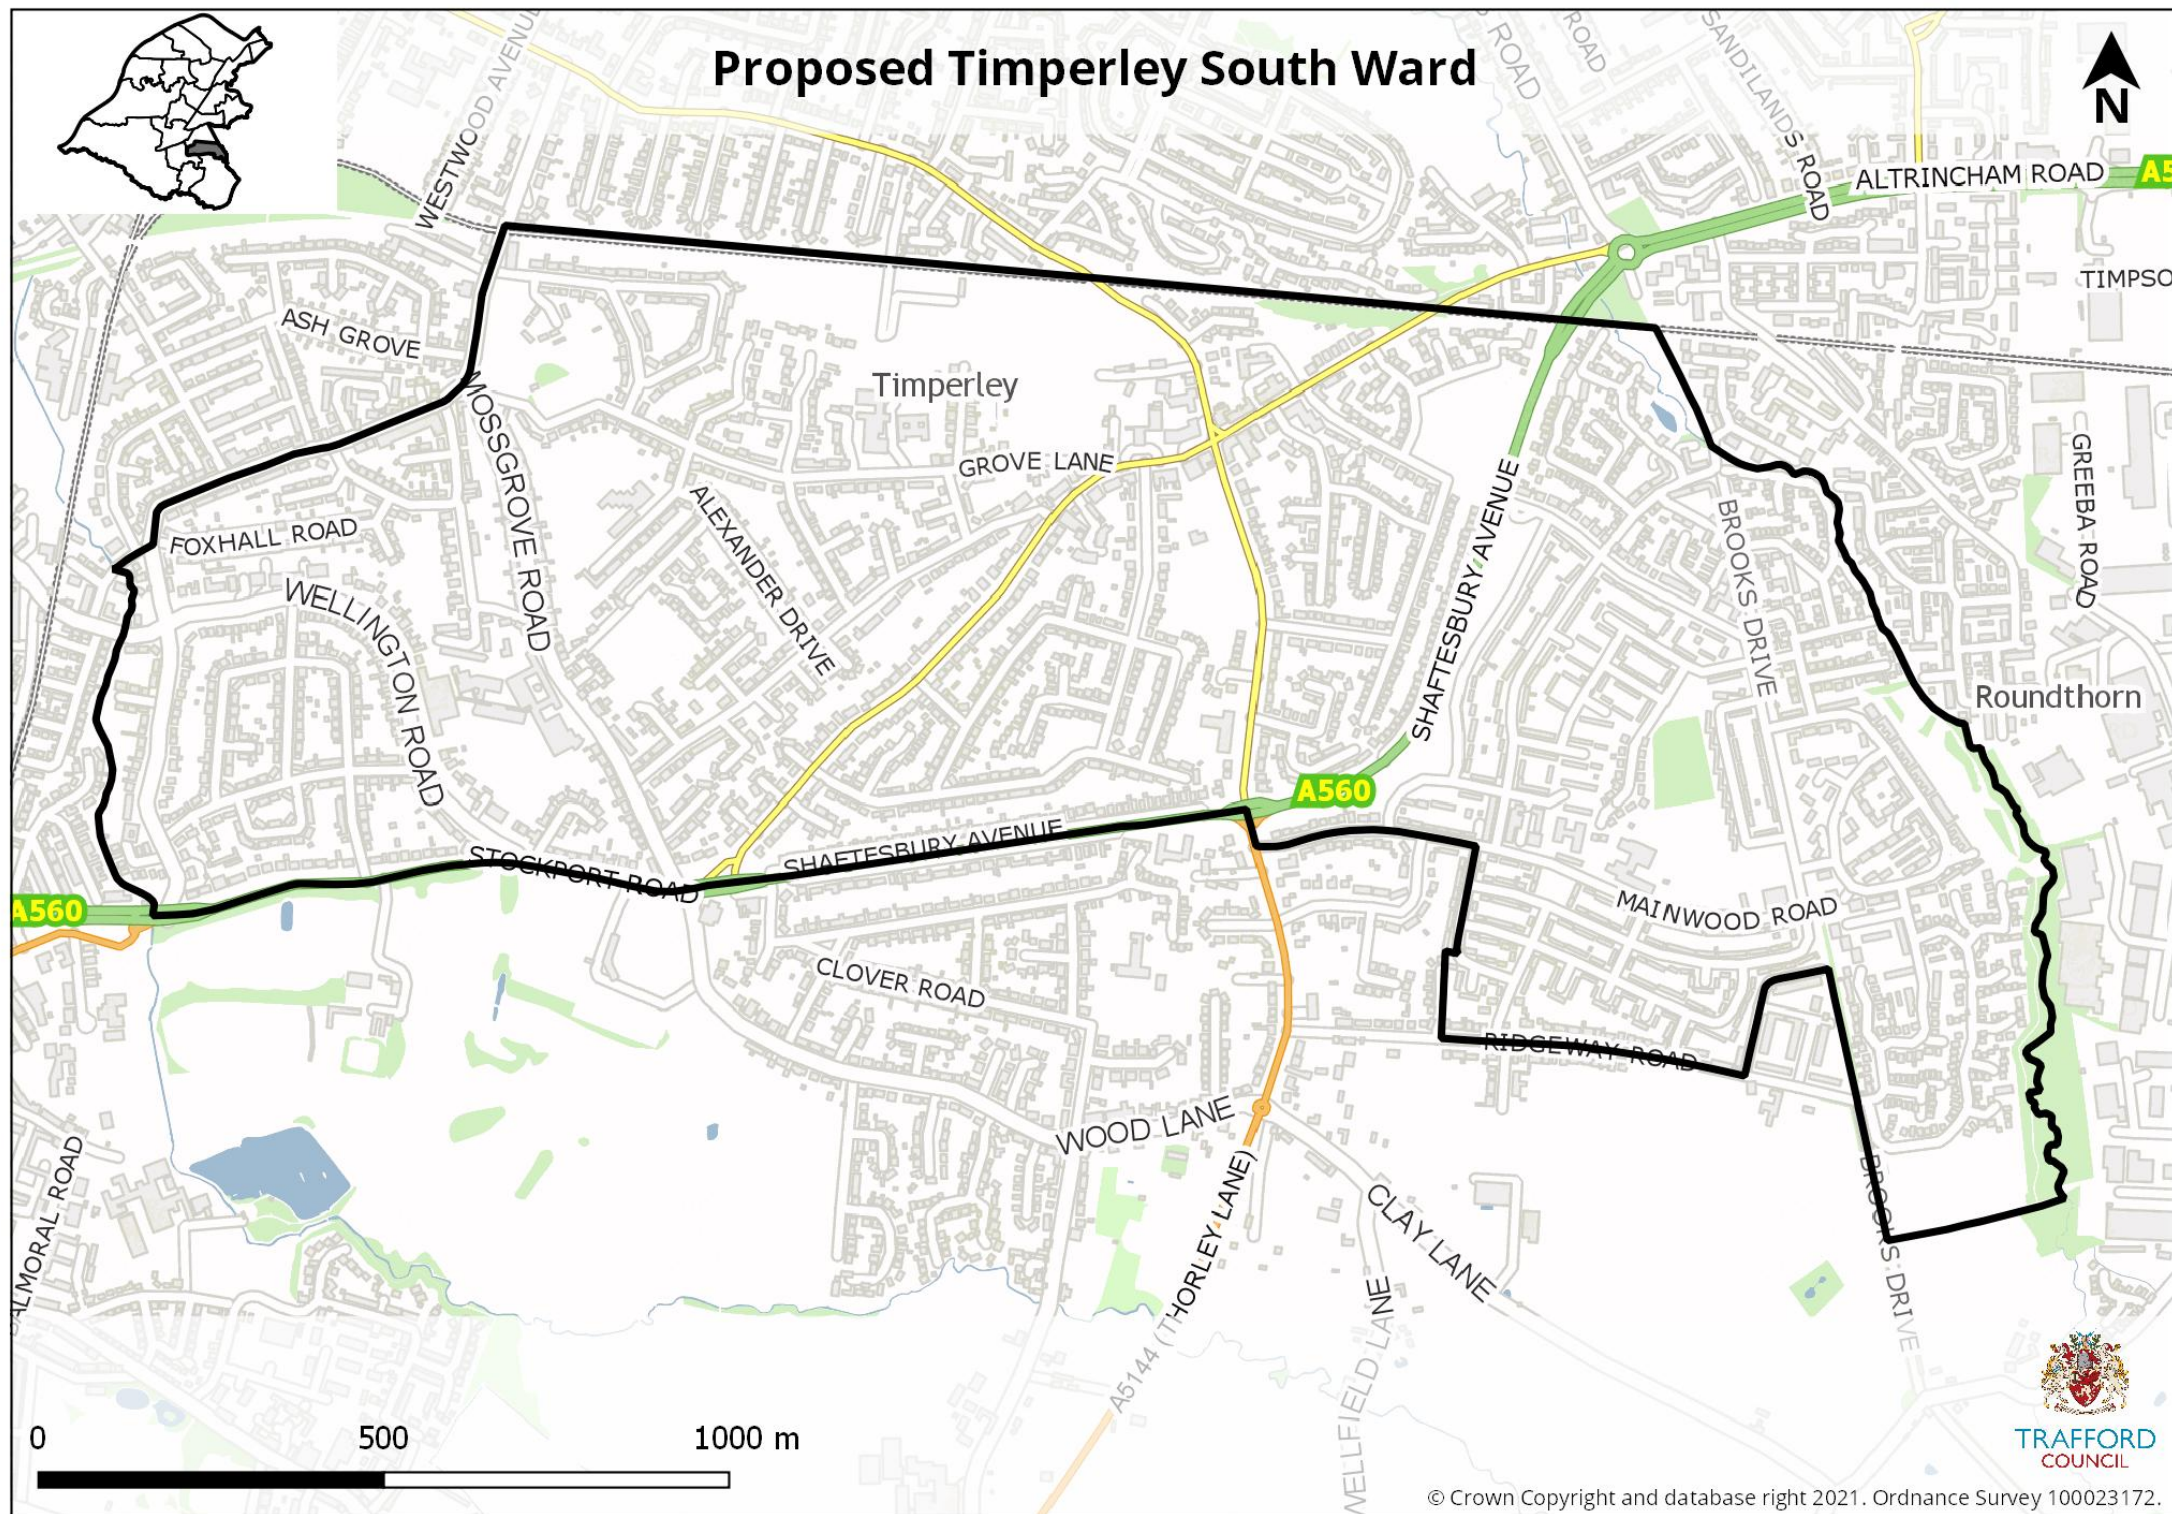 Proposed Timperley South Ward
N
WESTWOOD AVENUE
ROAD
ROAD
SANDILANDS ROAD
ALTRINCHAM ROAD
A5
TIMPSO
ASH GROVE
Timperley
MOSSGROVE ROAD
GROVE LANE
GREEBA ROAD
FOXHALL ROAD
ALEXANDER DRIVE
SHAFTESBURY AVENUE
BROOKS DRIVE
WELLINGTON ROAD
Roundthorn
A560
SHAFTESBURY AVENUE
STOCKPORT ROAD
A560
MAINWOOD ROAD
CLOVER ROAD
RIDGEWAY ROAD
WOOD LANE
BALMORAL ROAD
A5144 (THORLEY LANE)
CLAY LANE
BROOKS DRIVE
WELLFIELD LANE
0 500 1000 m
TRAFFORD
COUNCIL
© Crown Copyright and database right 2021. Ordnance Survey 100023172.